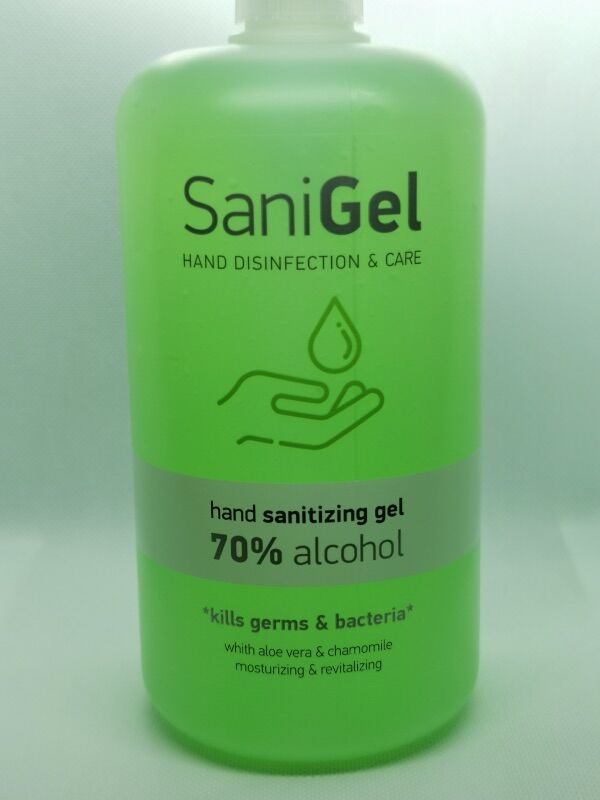 SaniGel
HAND DISINFECTION & CARE
hand sanitizing gel
70% alcohol
*kills germs & bacteria*
whith aloe vera & chamomile
mosturizing & revitalizing